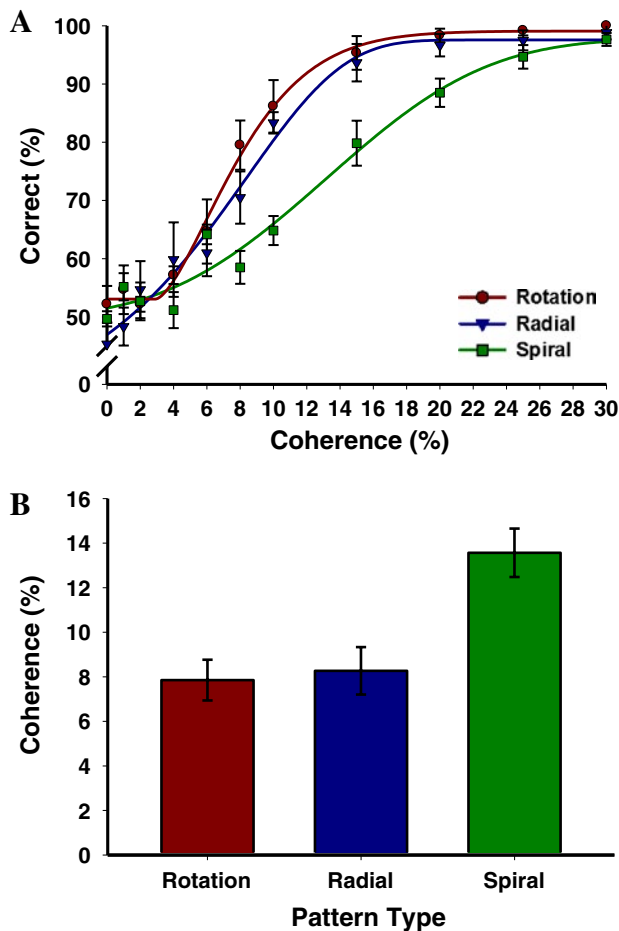 A
Correct (%)
100
90
80
70
60
50
0
Rotation
Radial
Spiral
0 2 4 6 8 10 12 14 16 18 20 22 24 26 28 30
Coherence (%)
B
Coherence (%)
16
14
12
10
8
6
4
2
0
Rotation Radial Spiral
Pattern Type